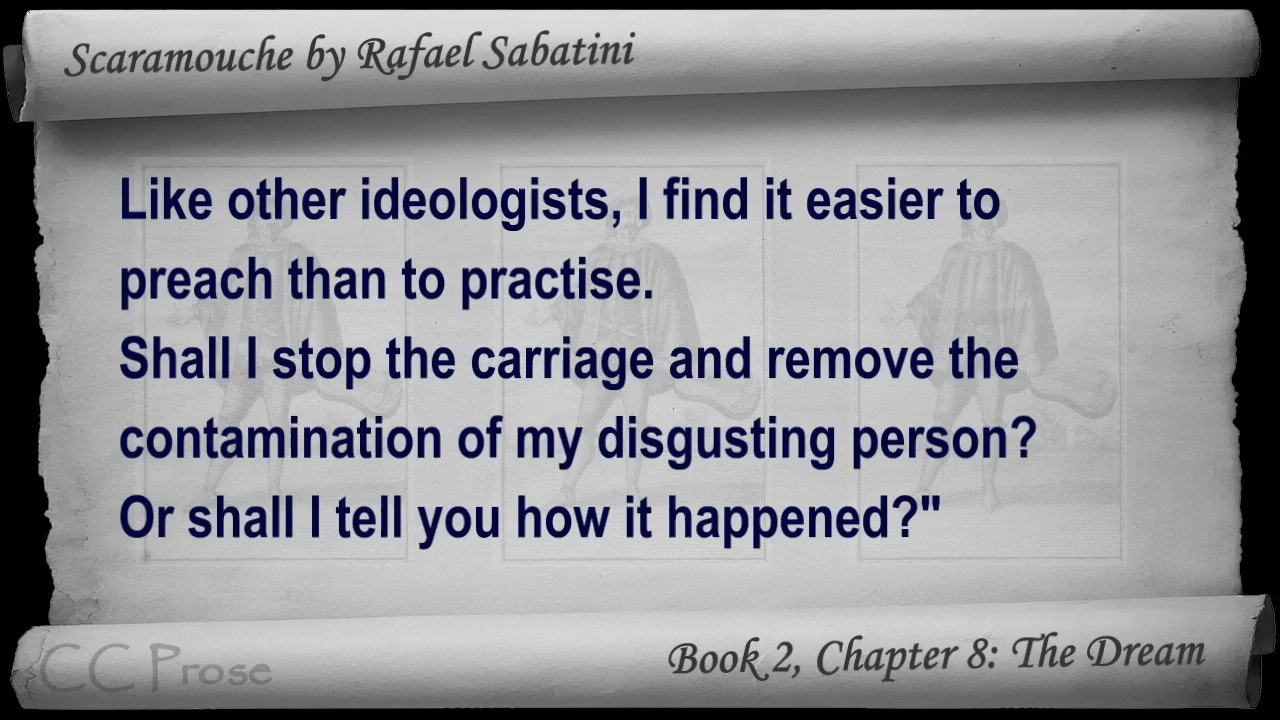 Scaramouche by Rafael Sabatini
Like other ideologists, I find it easier to
preach than to practise.
Shall I stop the carriage and remove the
contamination of my disgusting person?
Or shall I tell you how it happened?"
CC Prose
Book 2, Chapter 8: The Dream